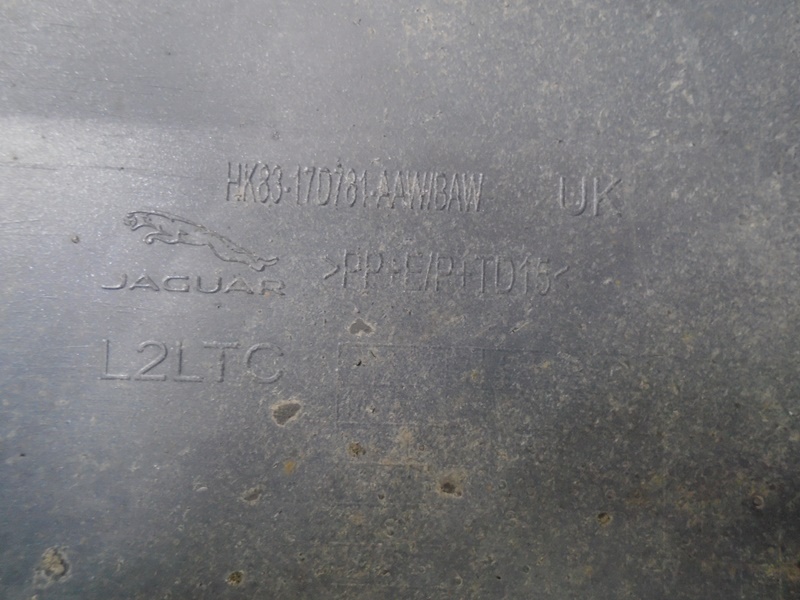 HK83-17D781-AAW/BAW UK
JAGUAR >PP+E/P+TD15<
L2LTC